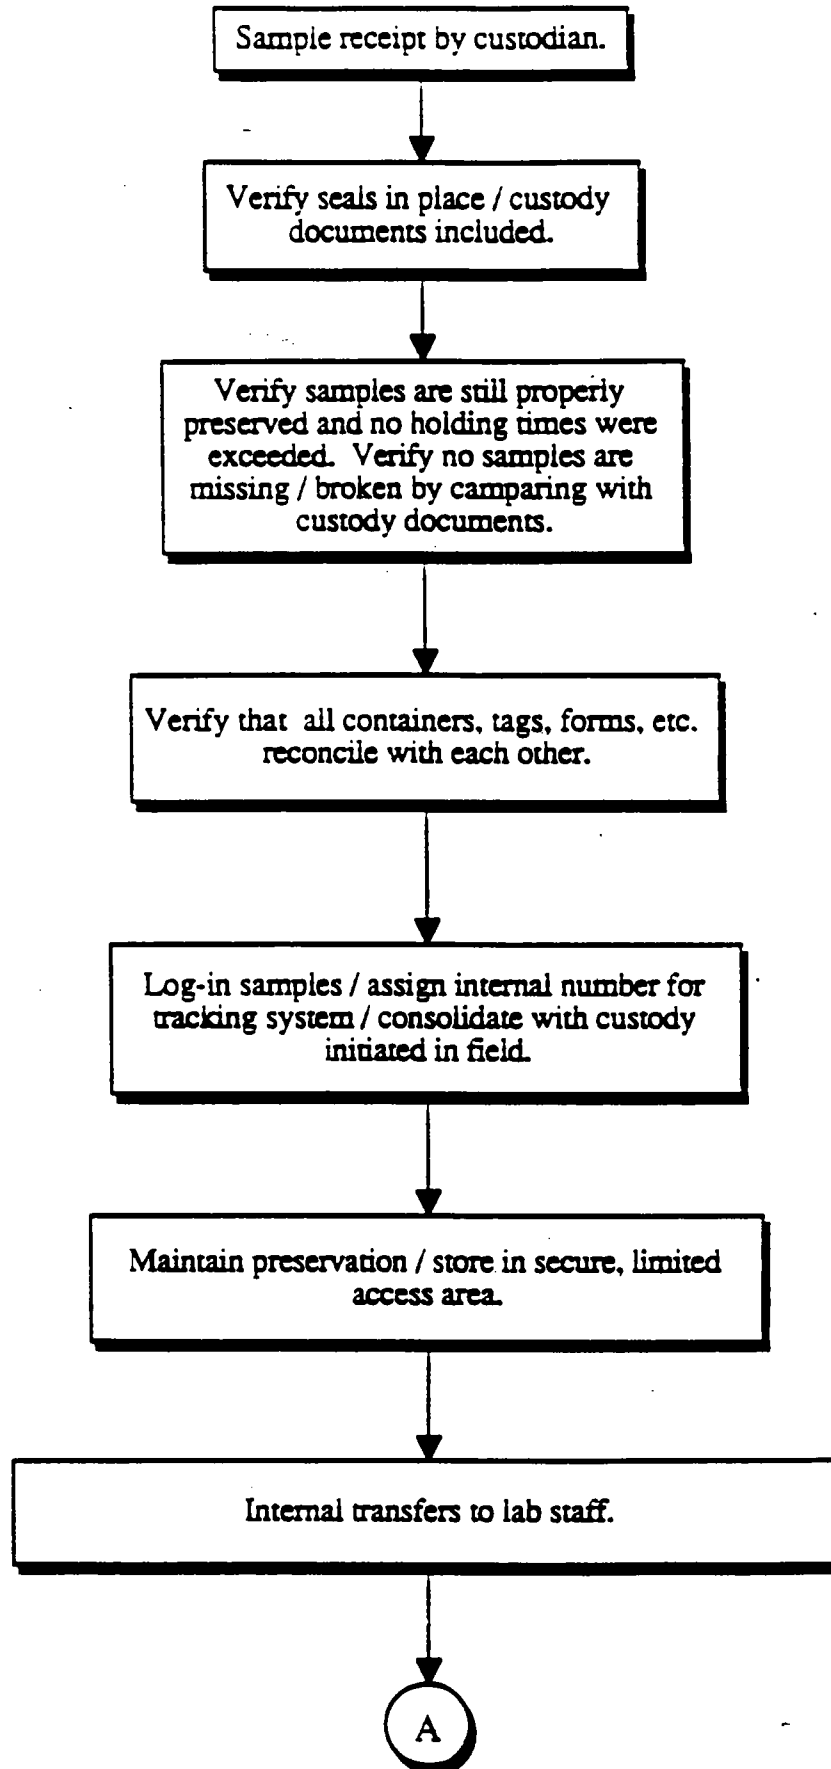 Sample receipt by custodian.
Verify seals in place / custody
documents included.
Verify samples are still properly
preserved and no holding times were
exceeded. Verify no samples are
missing / broken by camparing with
custody documents.
Verify that all containers, tags, forms, etc.
reconcile with each other.
Log-in samples / assign internal number for
tracking system / consolidate with custody
initiated in field.
Maintain preservation / store in secure, limited
access area.
Internal transfers to lab staff.
A